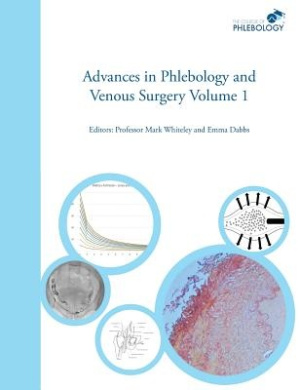 THE COLLEGE OF
PHLEBOLOGY
Advances in Phlebology and
Venous Surgery Volume 1
Editors: Professor Mark Whiteley and Emma Dabbs